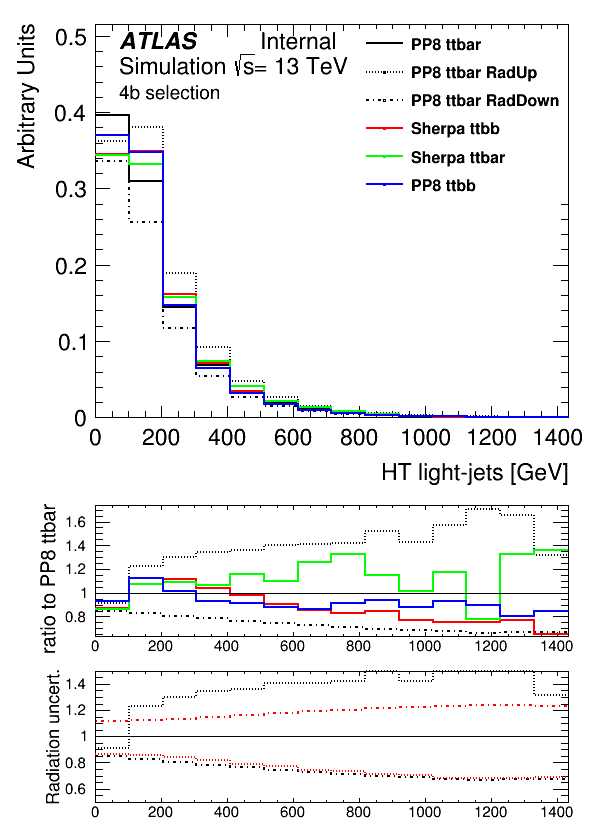 ATLAS Internal
Simulation √s= 13 TeV
4b selection
PP8 ttbar
PP8 ttbar RadUp
PP8 ttbar RadDown
Sherpa ttbb
Sherpa ttbar
PP8 ttbb
Arbitrary Units
0.5
0.4
0.3
0.2
0.1
0
0 200 400 600 800 1000 1200 1400
HT light-jets [GeV]
ratio to PP8 ttbar
1.6
1.4
1.2
1
0.8
0 200 400 600 800 1000 1200 1400
Radiation uncert.
1.4
1.2
1
0.8
0.6
0 200 400 600 800 1000 1200 1400